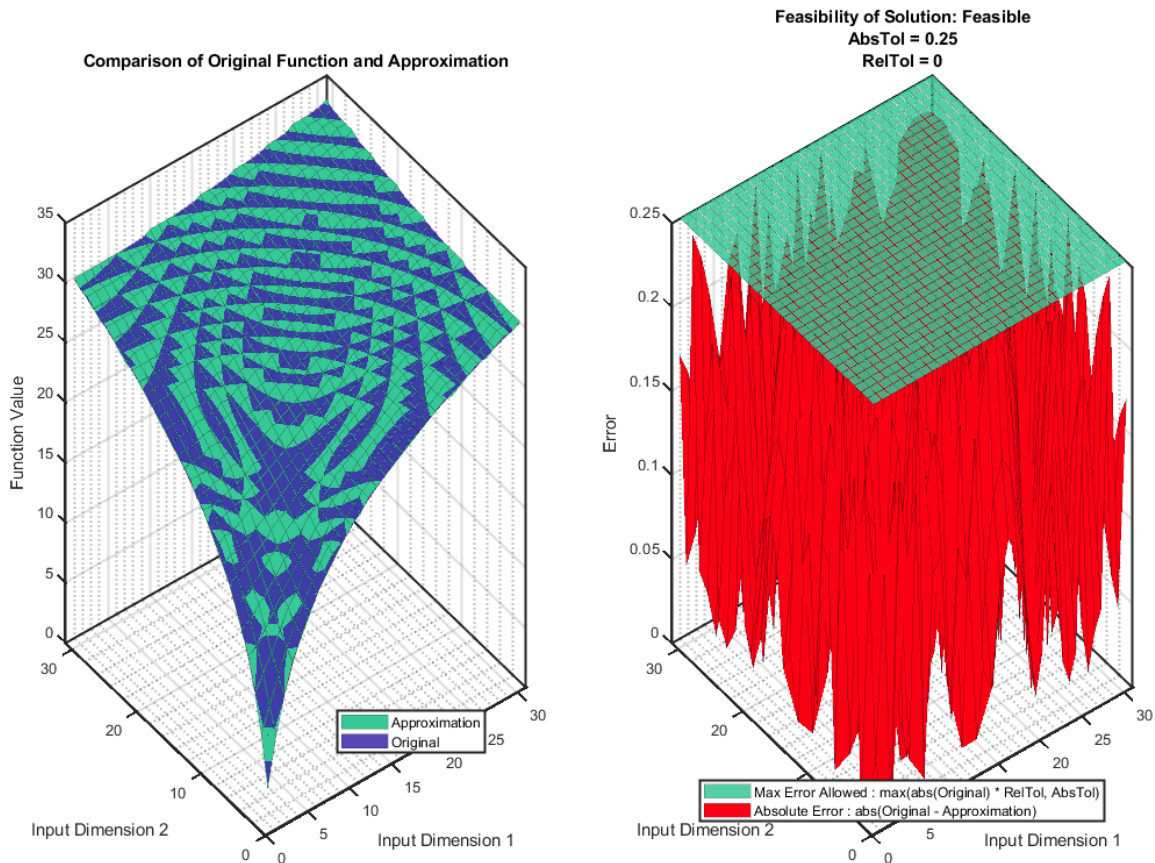 Comparison of Original Function and Approximation
Function Value
35
30
25
20
15
10
5
0
30
20
10
0
Input Dimension 2
0
5
10
15
20
25
30
Input Dimension 1
Approximation
Original
Feasibility of Solution: Feasible
AbsTol = 0.25
RelTol = 0
Error
0.25
0.2
0.15
0.1
0.05
0
30
20
0
Input Dimension 2
0
5
20
25
30
Input Dimension 1
Max Error Allowed : max(abs(Original) * RelTol, AbsTol)
Absolute Error : abs(Original - Approximation)